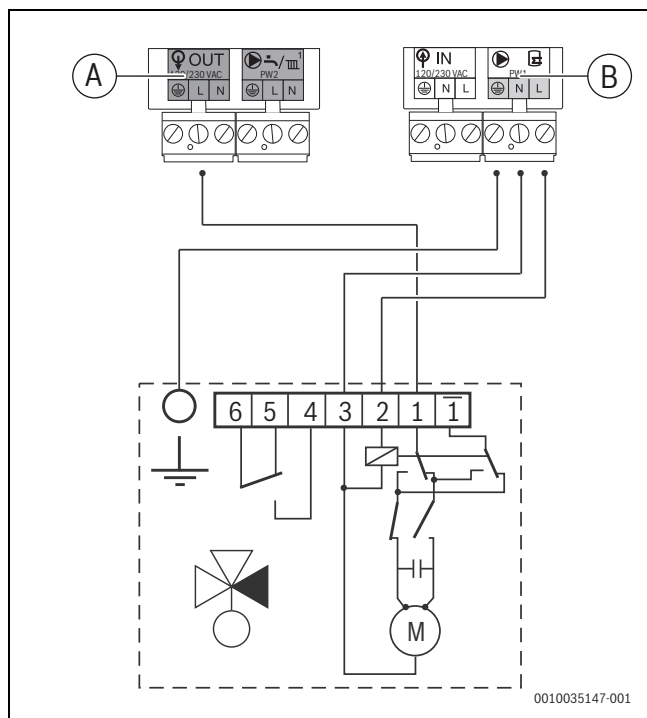 A
OUT
120/230 VAC
L N
1
PW2
L N
IN
120/230 VAC
N L
PW1
N L
B
6 5 4 3 2 1 1̅
M
0010035147-001